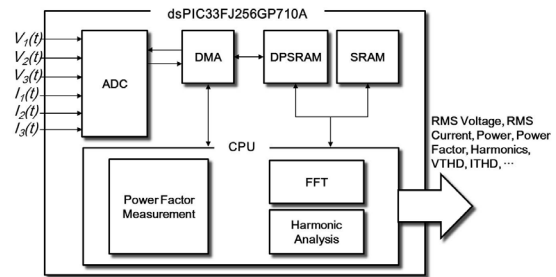 dsPIC33FJ256GP710A
V1(t)
V2(t)
V3(t)
I1(t)
I2(t)
I3(t)
ADC
DMA
DPSRAM
SRAM
CPU
Power Factor
Measurement
FFT
Harmonic
Analysis
RMS Voltage, RMS
Current, Power, Power
Factor, Harmonics,
VTHD, ITHD, ···